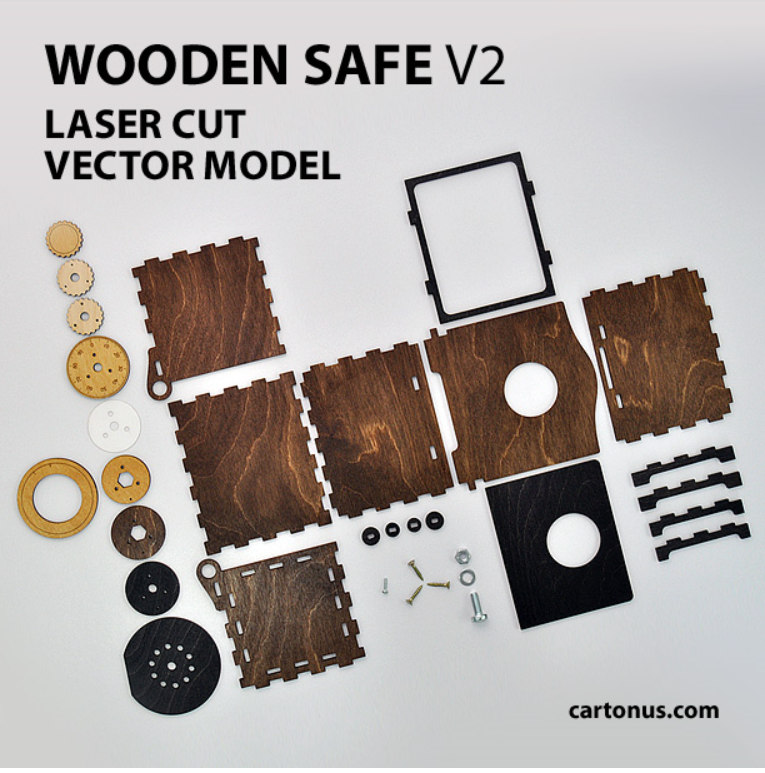 WOODEN SAFE V2
LASER CUT
VECTOR MODEL
cartonus.com